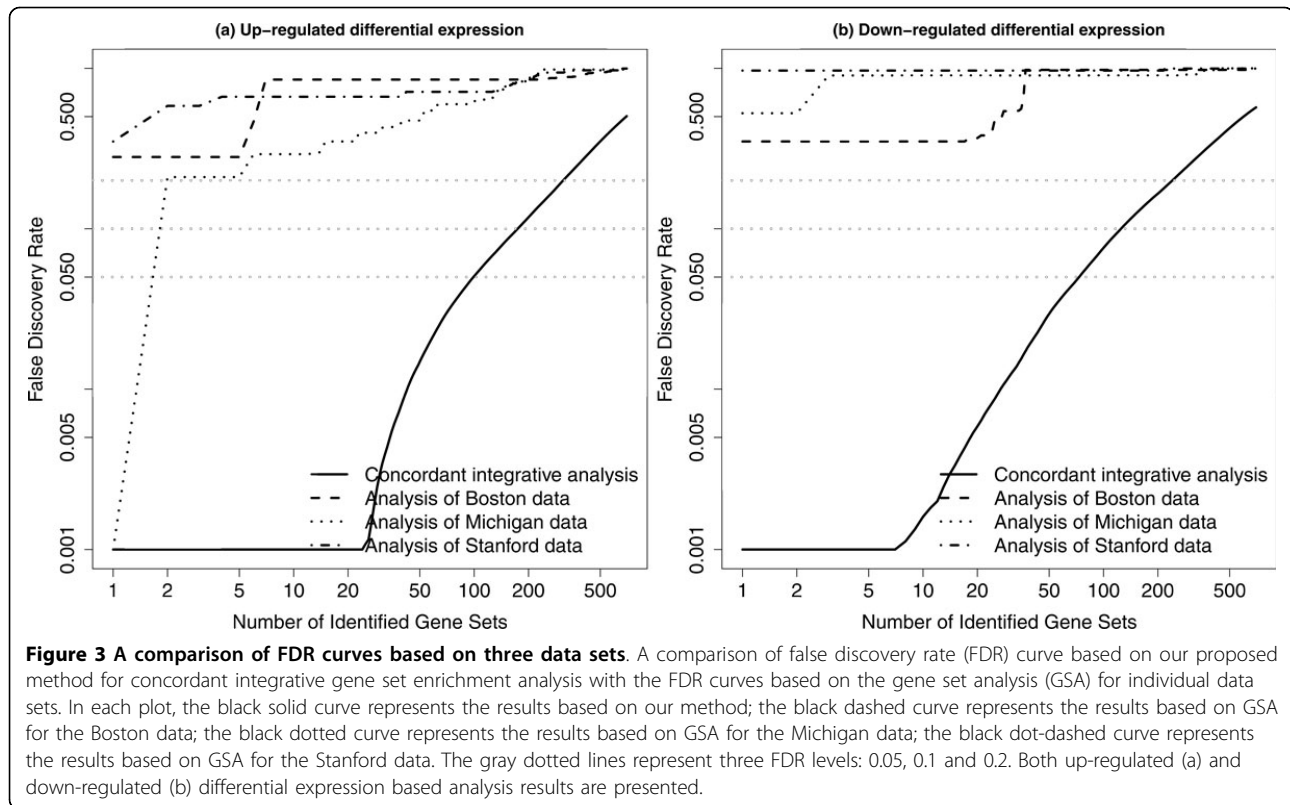 (a) Up−regulated differential expression
False Discovery Rate
0.500
0.050
0.005
0.001
Concordant integrative analysis
Analysis of Boston data
Analysis of Michigan data
Analysis of Stanford data
1 2 5 10 20 50 100 200 500
Number of Identified Gene Sets
(b) Down−regulated differential expression
False Discovery Rate
0.500
0.050
0.005
0.001
Concordant integrative analysis
Analysis of Boston data
Analysis of Michigan data
Analysis of Stanford data
1 2 5 10 20 50 100 200 500
Number of Identified Gene Sets
Figure 3 A comparison of FDR curves based on three data sets. A comparison of false discovery rate (FDR) curve based on our proposed
method for concordant integrative gene set enrichment analysis with the FDR curves based on the gene set analysis (GSA) for individual data
sets. In each plot, the black solid curve represents the results based on our method; the black dashed curve represents the results based on GSA
for the Boston data; the black dotted curve represents the results based on GSA for the Michigan data; the black dot-dashed curve represents
the results based on GSA for the Stanford data. The gray dotted lines represent three FDR levels: 0.05, 0.1 and 0.2. Both up-regulated (a) and
down-regulated (b) differential expression based analysis results are presented.